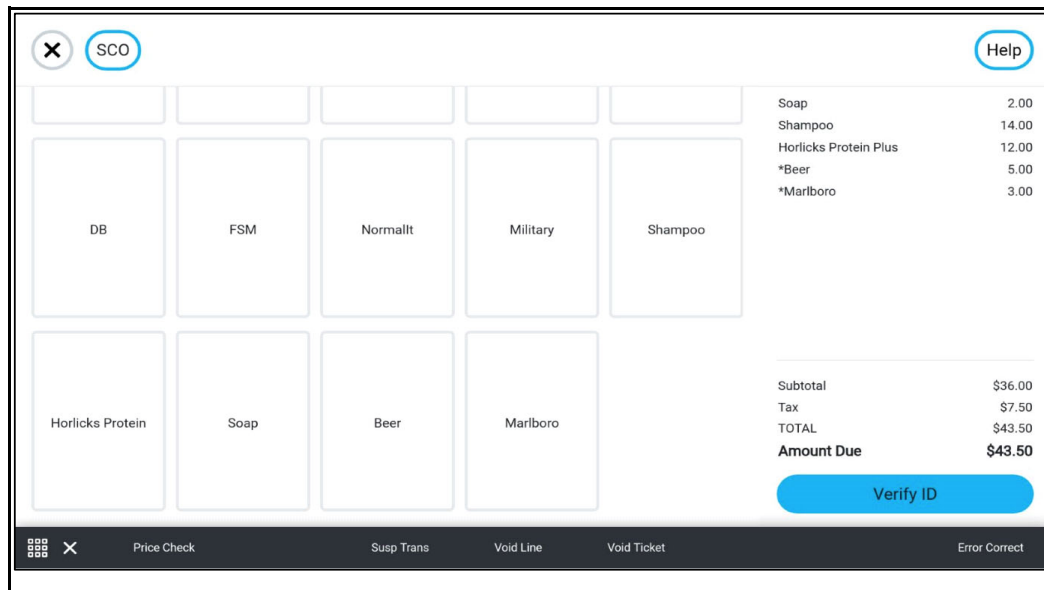 SCO
Help
Soap 2.00
Shampoo 14.00
Horlicks Protein Plus 12.00
*Beer 5.00
*Marlboro 3.00
DB FSM NormalIt Military Shampoo
Horlicks Protein Soap Beer Marlboro
Subtotal $36.00
Tax $7.50
TOTAL $43.50
Amount Due $43.50
Verify ID
Price Check Susp Trans Void Line Void Ticket Error Correct